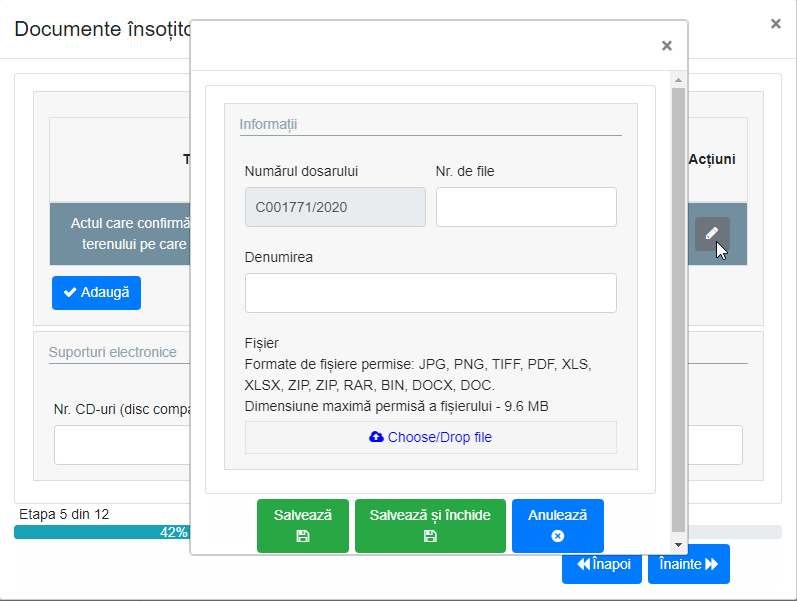 Documente însoțito
×
×
Informații
Numărul dosarului
Nr. de file
C001771/2020
Denumirea
Fișier
Formate de fișiere permise: JPG, PNG, TIFF, PDF, XLS,
XLSX, ZIP, ZIP, RAR, BIN, DOCX, DOC.
Dimensiune maximă permisă a fișierului - 9.6 MB
Choose/Drop file
Salvează
Salvează și închide
Anulează
T
Acțiuni
Actul care confirmă
terenului pe care
Adaugă
Suporturi electronice
Nr. CD-uri (disc compa
Etapa 5 din 12
42%
Înapoi
Înainte